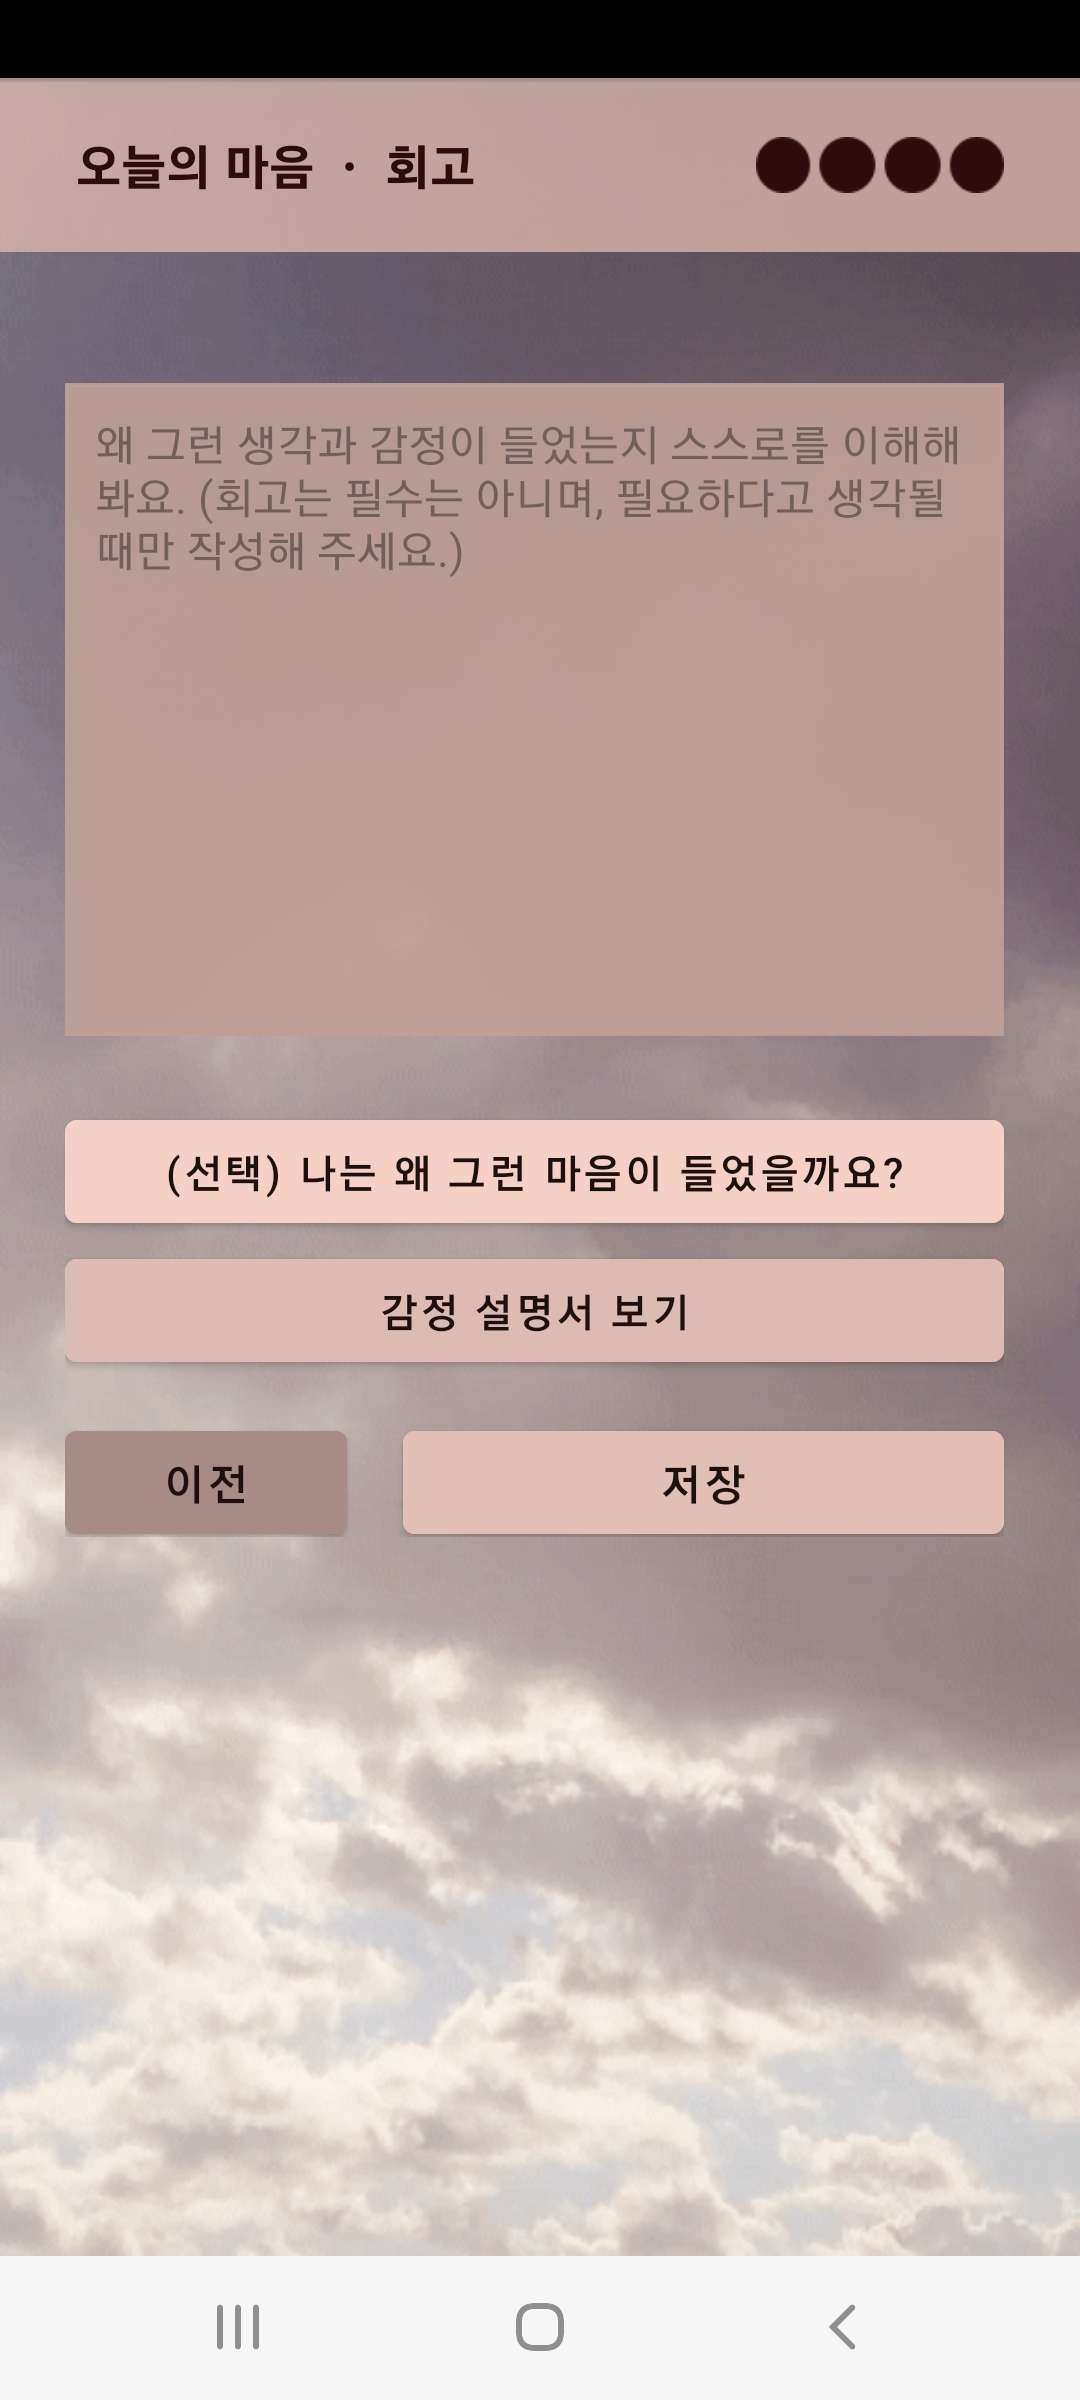 오늘의 마음 · 회고
왜 그런 생각과 감정이 들었는지 스스로를 이해해
봐요. (회고는 필수는 아니며, 필요하다고 생각될
때만 작성해 주세요.)
(선택) 나는 왜 그런 마음이 들었을까요?
감정 설명서 보기
이전
저장